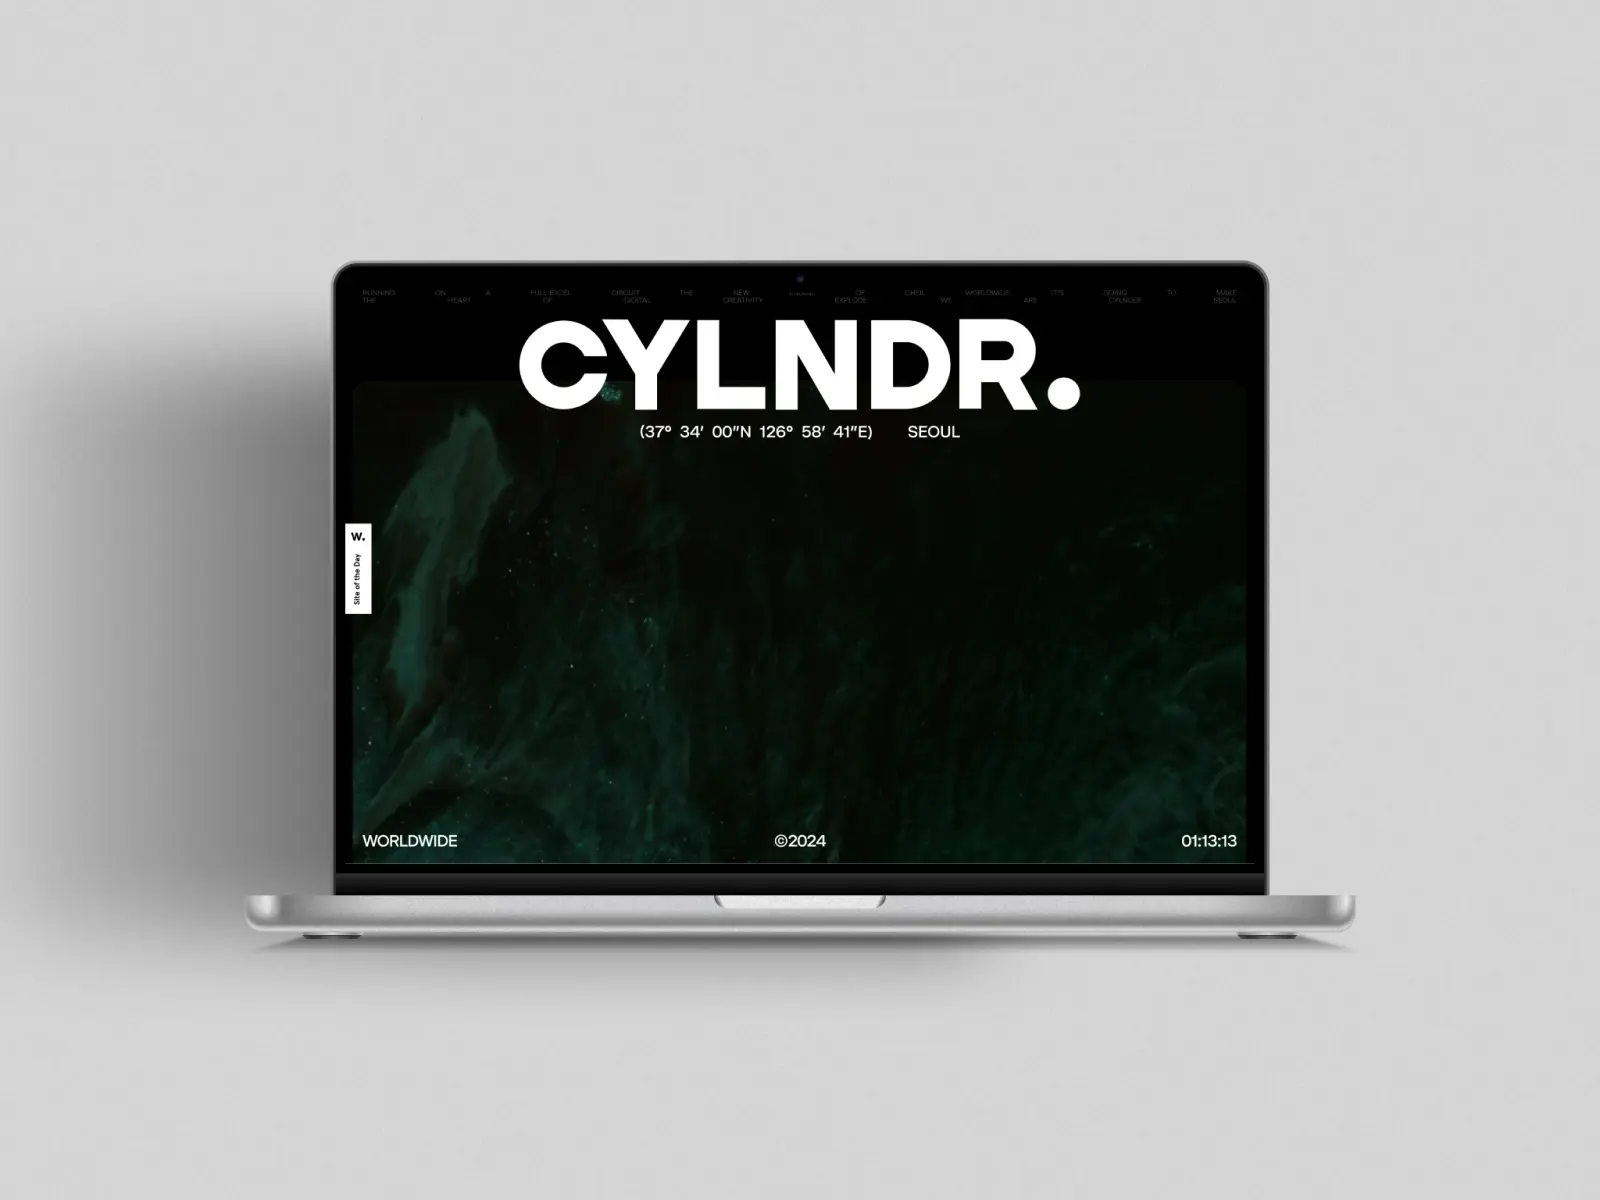 RUNNING ON A FULL EXCEL CIRCUIT THE NEW OF CHEIL WORLDWIDE. IT'S GOING TO MAKE
THE HEART OF DIGITAL CREATIVITY EXPLODE WE ARE CYLNDER SEOUL
CYLNDR.
(37° 34′ 00″N 126° 58′ 41″E) SEOUL
W.
Site of the Day
WORLDWIDE ©2024 01:13:13